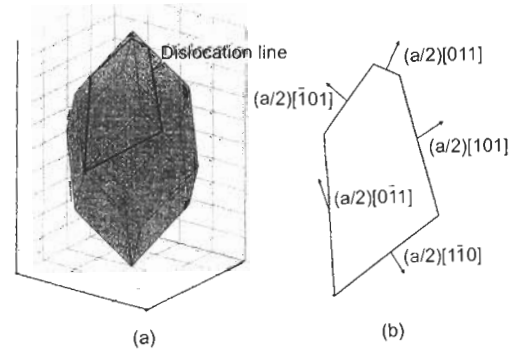 Dislocation line
(a/2)[011]
(a/2)[1̄01]
(a/2)[101]
(a/2)[01̄1]
(a/2)[11̄0]
(a)
(b)